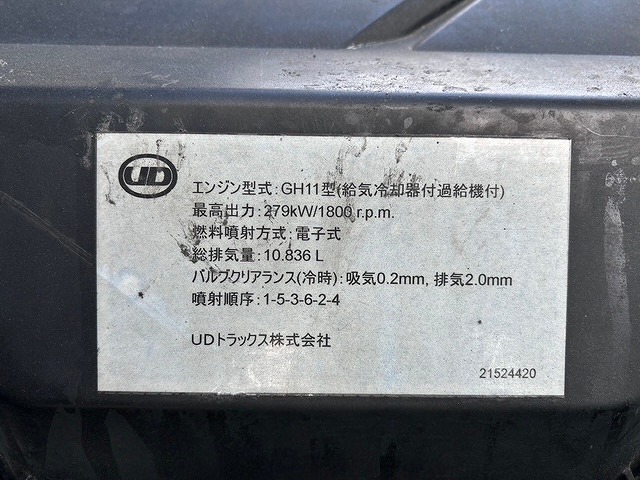 UD
エンジン型式:GH11型(給気冷却器付過給機付)
最高出力:279kW/1800 r.p.m.
燃料噴射方式:電子式
総排気量:10.836 L
バルブクリアランス(冷時):吸気0.2mm, 排気2.0mm
噴射順序:1-5-3-6-2-4
UDトラックス株式会社
21524420